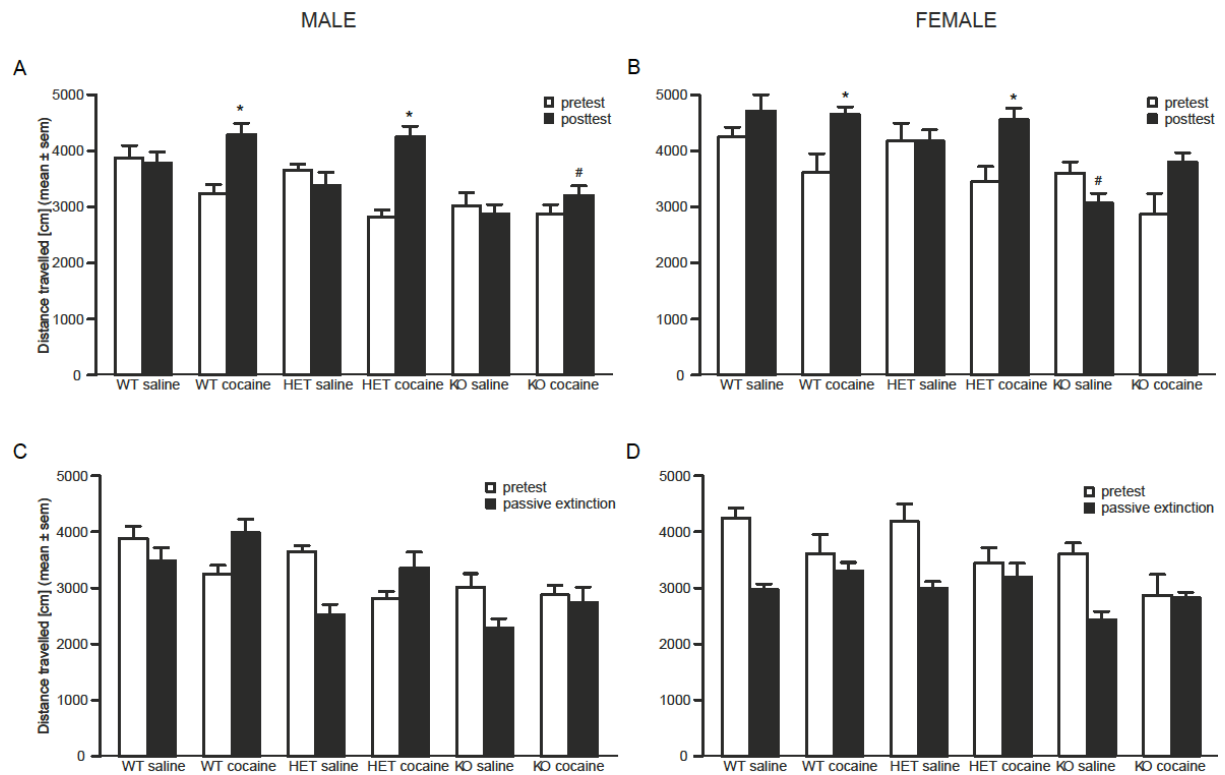 MALE
FEMALE
A
Distance travelled [cm] (mean ± sem)
5000
4000
3000
2000
1000
0
pretest
posttest
*
*
#
WT saline WT cocaine HET saline HET cocaine KO saline KO cocaine
B
5000
4000
3000
2000
1000
0
pretest
posttest
*
*
#
WT saline WT cocaine HET saline HET cocaine KO saline KO cocaine
C
Distance travelled [cm] (mean ± sem)
5000
4000
3000
2000
1000
0
pretest
passive extinction
WT saline WT cocaine HET saline HET cocaine KO saline KO cocaine
D
5000
4000
3000
2000
1000
0
pretest
passive extinction
WT saline WT cocaine HET saline HET cocaine KO saline KO cocaine